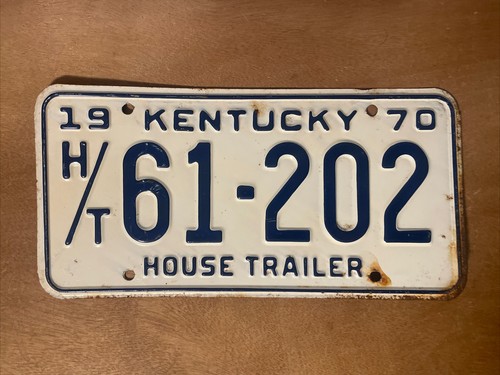 19 KENTUCKY 70
H/T 61-202
HOUSE TRAILER